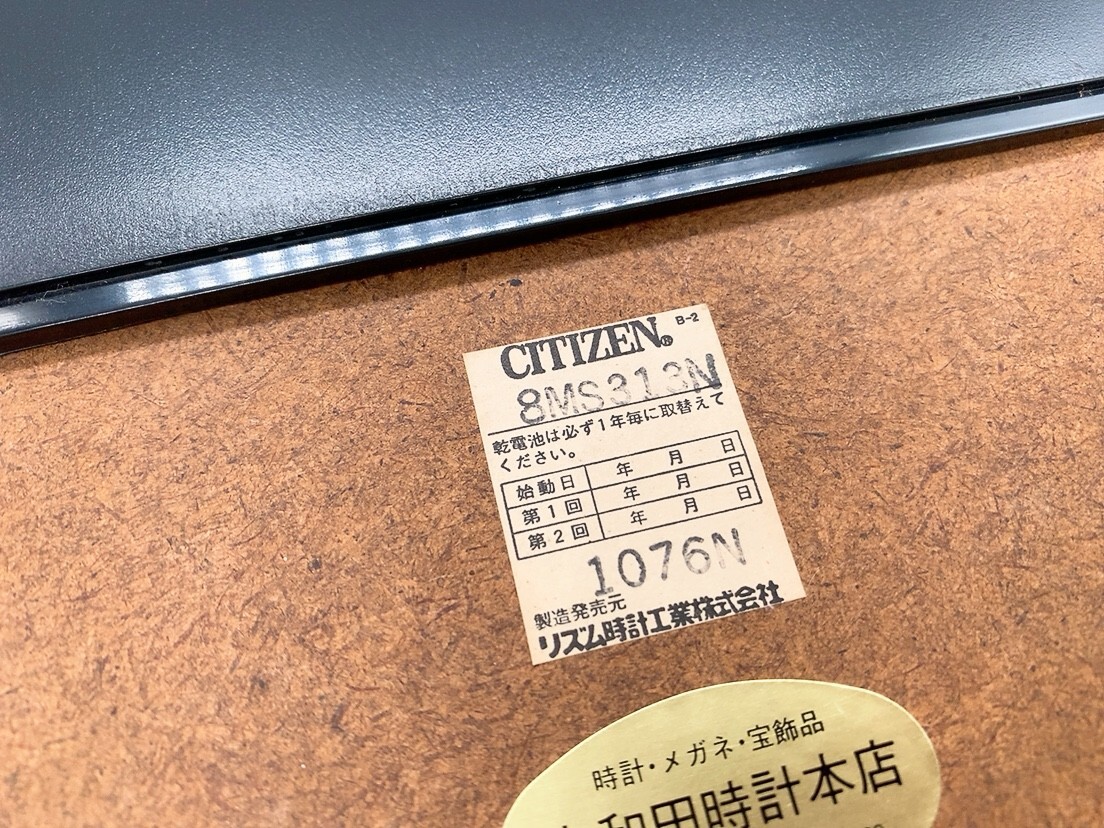 CITIZEN® B-2
8MS313N
乾電池は必ず1年毎に取替えて
ください。
始動日 年 月 日
第1回 年 月 日
第2回 年 月 日
1076N
製造発売元
リズム時計工業株式会社
時計・メガネ・宝飾品
和田時計本店